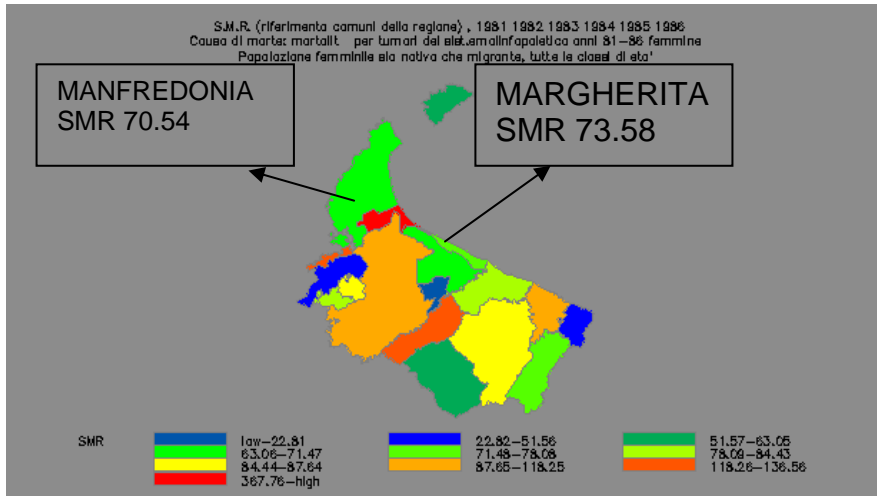 S.M.R. (riferimento comuni della regione) , 1981 1982 1983 1984 1985 1986
Causa di morte: mortalit per tumori del sist.emolinfopoietico anni 81-86 femmine
Popolazione femminile sia nativa che migrante, tutte le classi di eta'
MANFREDONIA
SMR 70.54
MARGHERITA
SMR 73.58
SMR
low-22.81
22.82-51.56
51.57-63.05
63.06-71.47
71.48-78.08
78.09-84.43
84.44-87.64
87.65-118.25
118.26-136.56
367.76-high